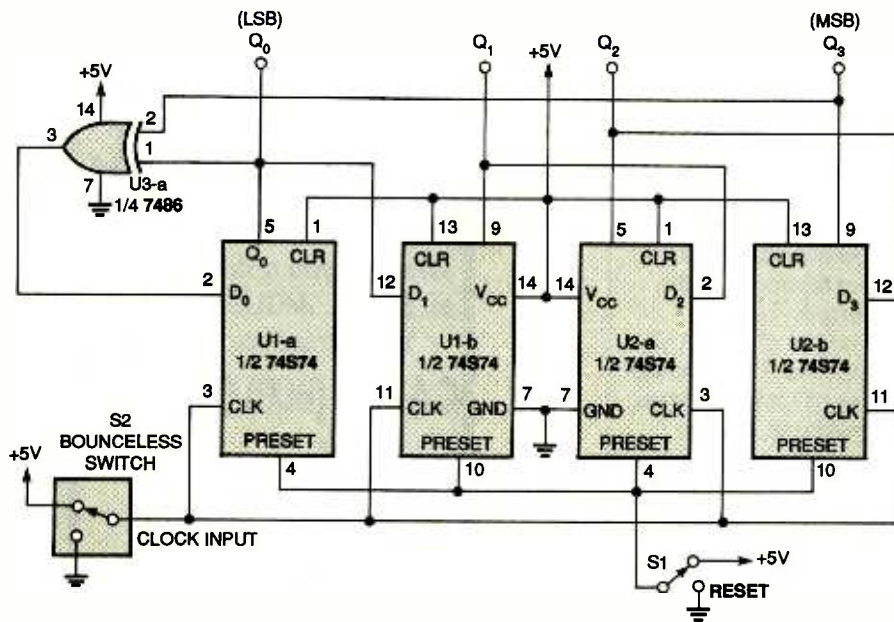 (LSB)
Q0
Q1
Q2
(MSB)
Q3
+5V
+5V
14
2
3
1
7
U3-a
1/4 7486
5
1
13
9
5
1
13
9
Q0
CLR
CLR
CLR
CLR
2
D0
12
D1
VCC
14
14
VCC
D2
2
D3
12
U1-a
1/2 74S74
U1-b
1/2 74S74
U2-a
1/2 74S74
U2-b
1/2 74S74
3
CLK
11
CLK
GND
7
7
GND
CLK
3
CLK
11
PRESET
PRESET
PRESET
PRESET
4
10
4
10
S2
BOUNCELESS
SWITCH
+5V
CLOCK INPUT
S1
+5V
RESET